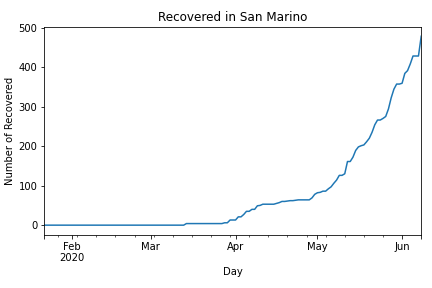 Recovered in San Marino
Number of Recovered
500
400
300
200
100
0
Feb
2020
Mar
Apr
May
Jun
Day